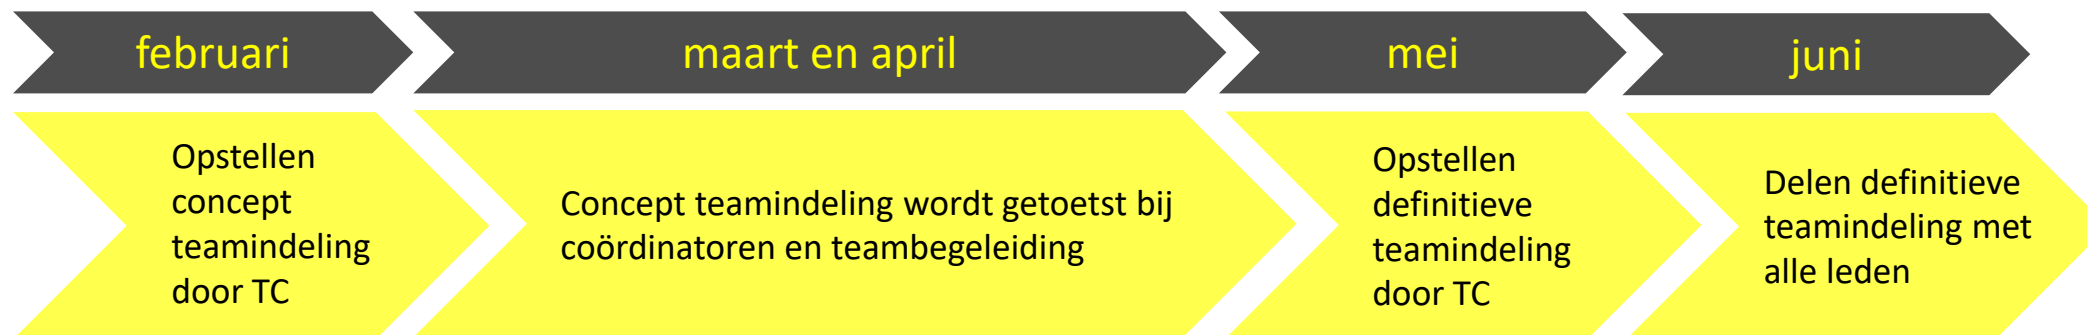 februari
maart en april
mei
juni
Opstellen
concept
teamindeling
door TC
Concept teamindeling wordt getoetst bij
coördinatoren en teambegeleiding
Opstellen
definitieve
teamindeling
door TC
Delen definitieve
teamindeling met
alle leden